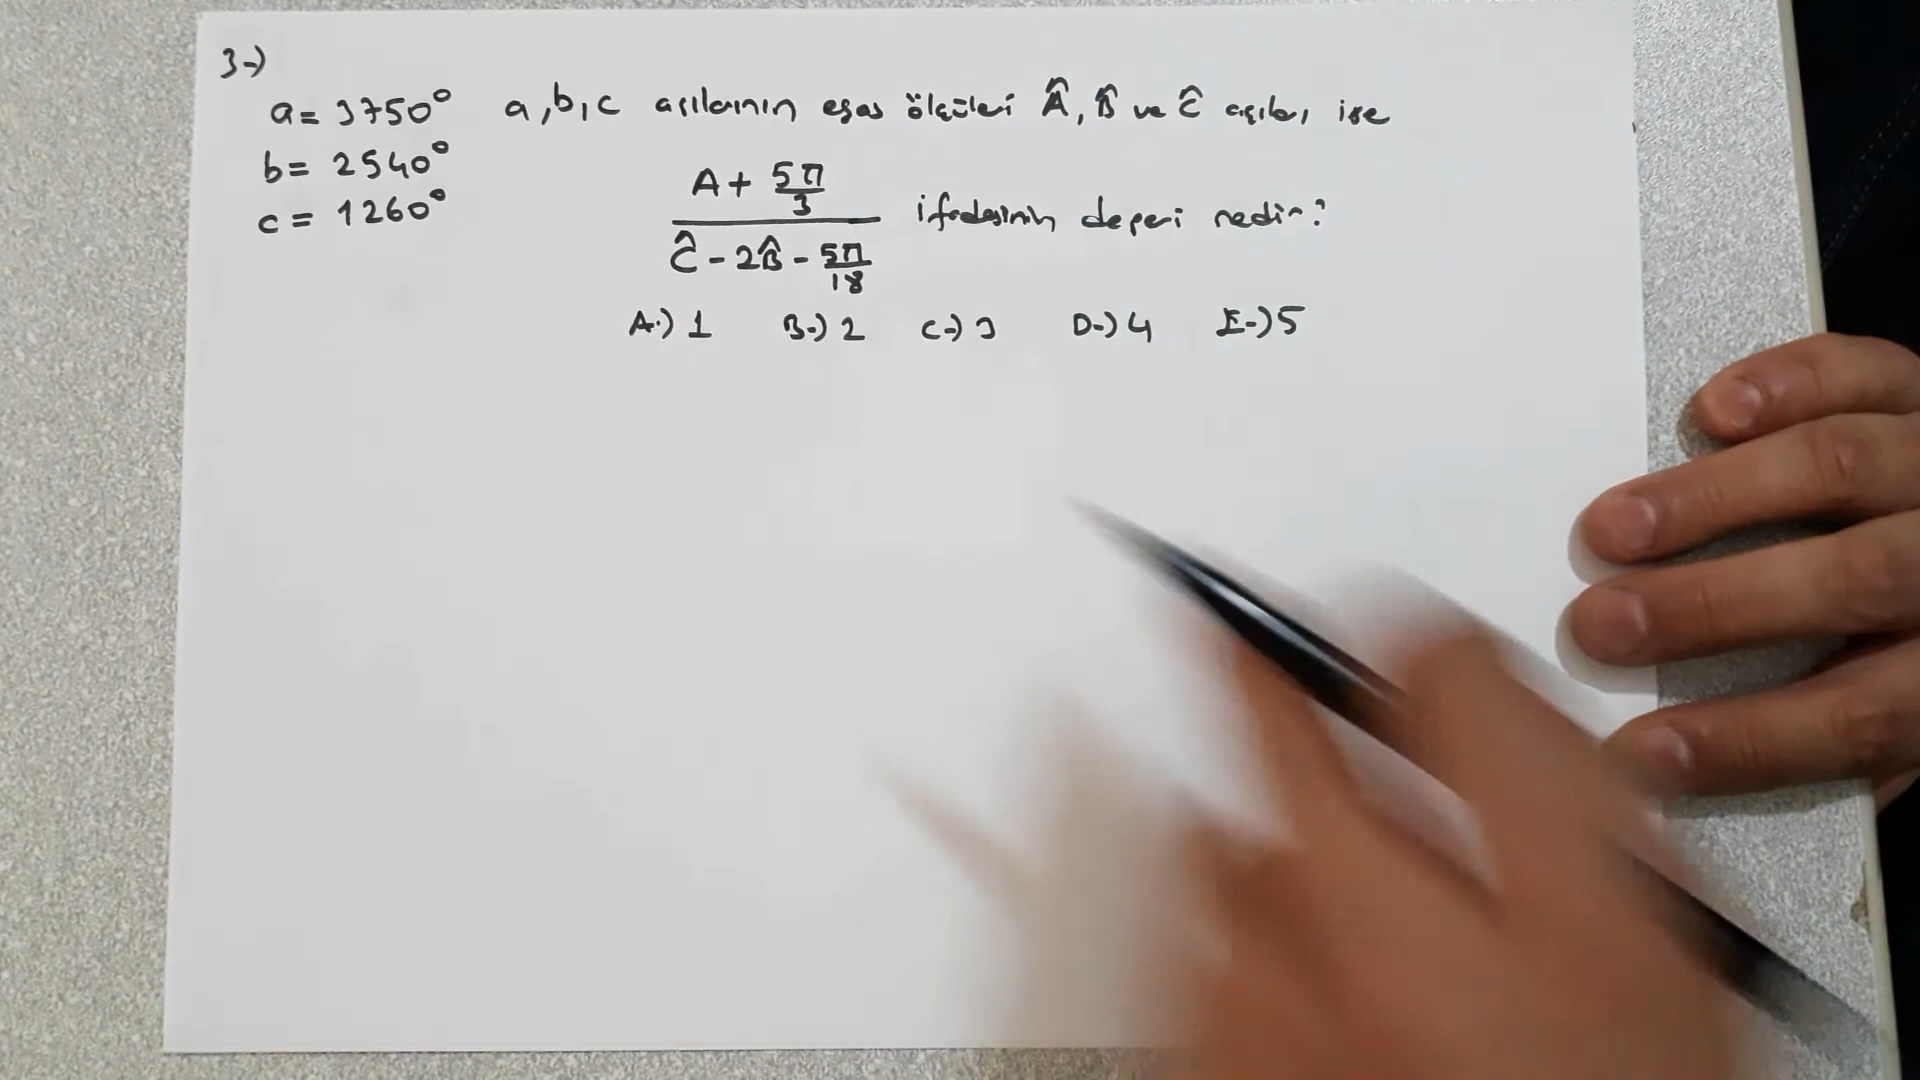 3-)
a = 3750° a, b, c açılarının esas ölçüleri Â, B̂ ve Ĉ açıları ise
b = 2540°
c = 1260°
A + 5π/3
Ĉ - 2B̂ - 5π/18
ifadesinin değeri nedir?
A-) 1 B-) 2 C-) 3 D-) 4 E-) 5